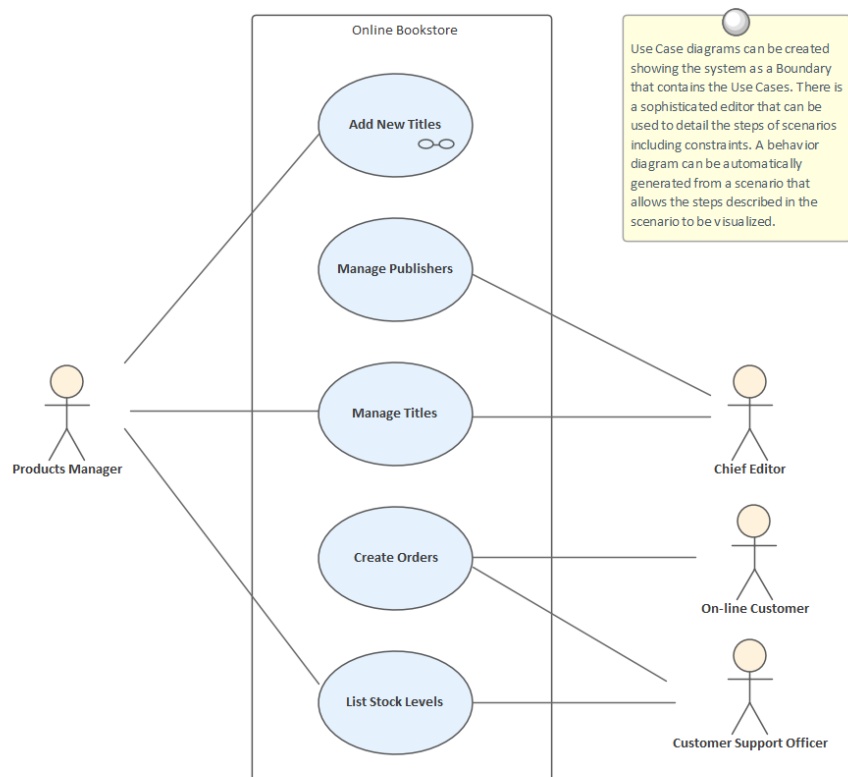 Online Bookstore
Use Case diagrams can be created
showing the system as a Boundary
that contains the Use Cases. There is
a sophisticated editor that can be
used to detail the steps of scenarios
including constraints. A behavior
diagram can be automatically
generated from a scenario that
allows the steps described in the
scenario to be visualized.
Add New Titles
Manage Publishers
Manage Titles
Products Manager
Chief Editor
Create Orders
On-line Customer
List Stock Levels
Customer Support Officer